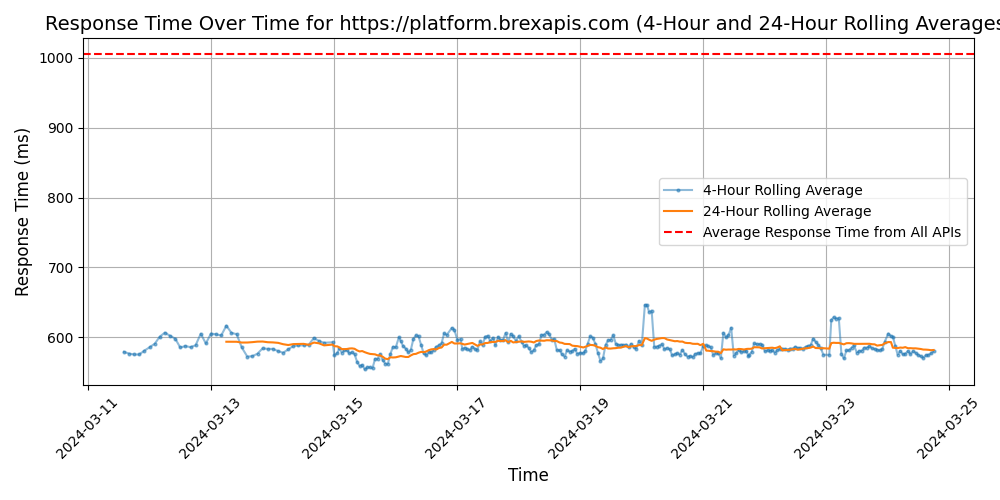 Response Time Over Time for https://platform.brexapis.com (4-Hour and 24-Hour Rolling Averages
1000
900
800
700
600
Response Time (ms)
4-Hour Rolling Average
24-Hour Rolling Average
Average Response Time from All APIs
2024-03-11
2024-03-13
2024-03-15
2024-03-17
2024-03-19
2024-03-21
2024-03-23
2024-03-25
Time